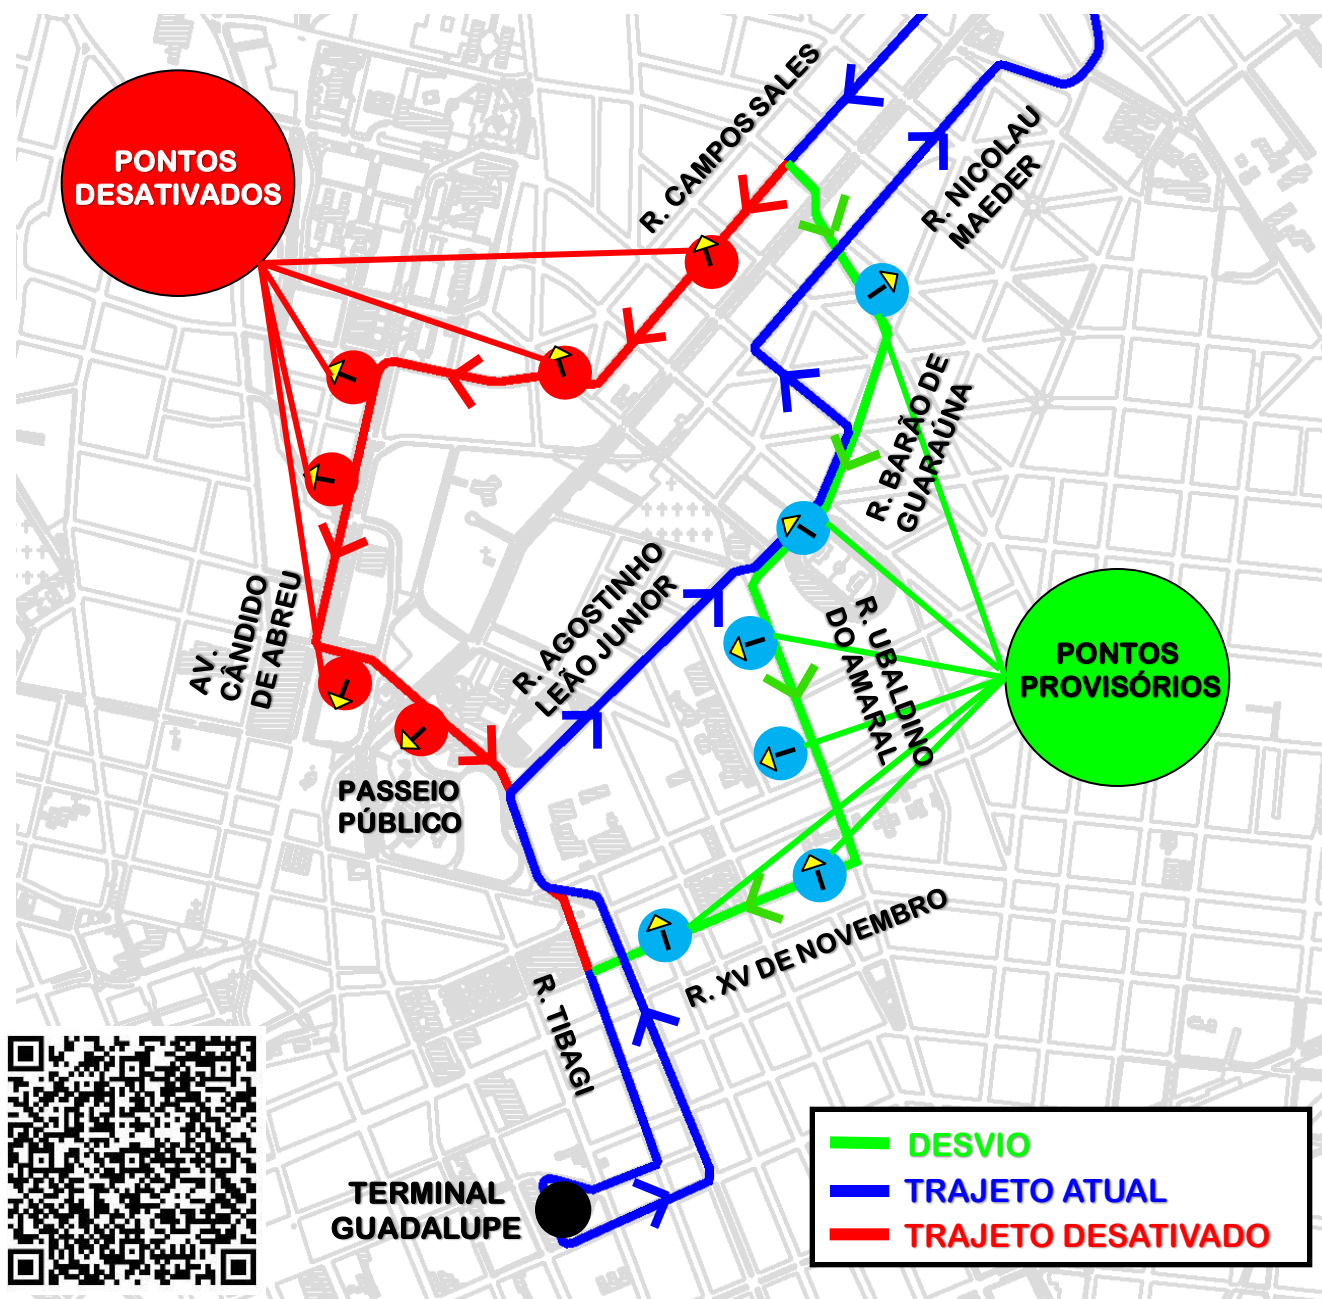 PONTOS
DESATIVADOS
R. CAMPOS SALES
R. NICOLAU
MAEDER
R. BARÃO DE
GUARAÚNA
AV.
CÂNDIDO
DE ABREU
R. AGOSTINHO
LEÃO JUNIOR
R. UBALDINO
DO AMARAL
PONTOS
PROVISÓRIOS
PASSEIO
PÚBLICO
R. XV DE NOVEMBRO
R. TIBAGI
TERMINAL
GUADALUPE
DESVIO
TRAJETO ATUAL
TRAJETO DESATIVADO